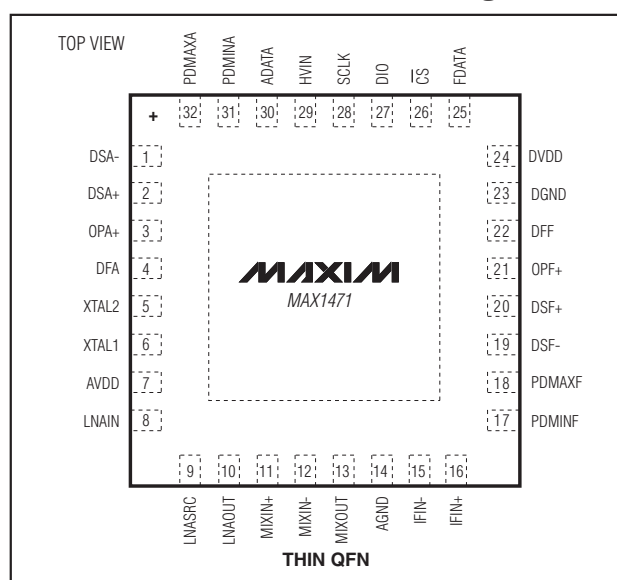 TOP VIEW
PDMAXA
PDMINA
ADATA
HVIN
SCLK
DIO
CS
FDATA
+
32 31 30 29 28 27 26 25
DSA- 1
DSA+ 2
OPA+ 3
DFA 4
XTAL2 5
XTAL1 6
AVDD 7
LNAIN 8
MAXIM
MAX1471
24 DVDD
23 DGND
22 DFF
21 OPF+
20 DSF+
19 DSF-
18 PDMAXF
17 PDMINF
9 10 11 12 13 14 15 16
LNASRC
LNAOUT
MIXIN+
MIXIN-
MIXOUT
AGND
IFIN-
IFIN+
THIN QFN